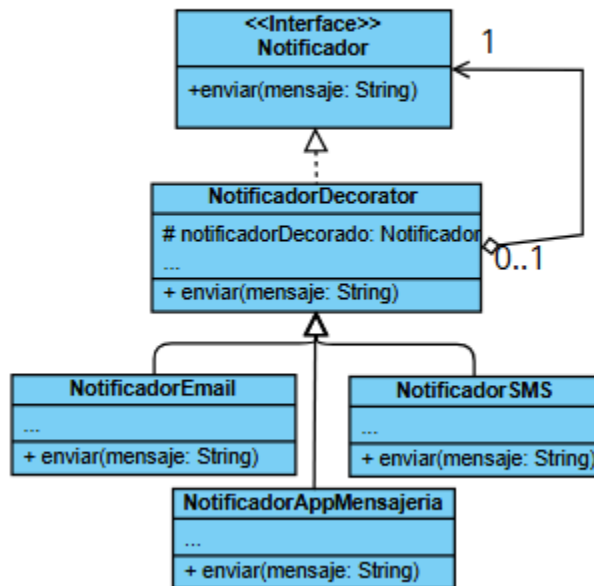 <<Interface>>
Notificador
1
+enviar(mensaje: String)
NotificadorDecorator
# notificadorDecorado: Notificador
...
0..1
+ enviar(mensaje: String)
NotificadorEmail
...
+ enviar(mensaje: String)
NotificadorSMS
...
+ enviar(mensaje: String)
NotificadorAppMensajeria
...
+ enviar(mensaje: String)